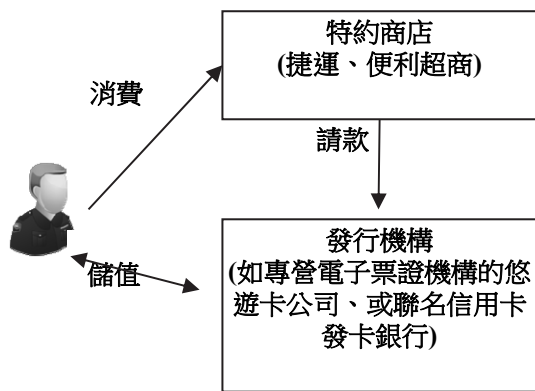 特約商店
(捷運、便利超商)
消費
請款
儲值
發行機構
(如專營電子票證機構的悠
遊卡公司、或聯名信用卡
發卡銀行)